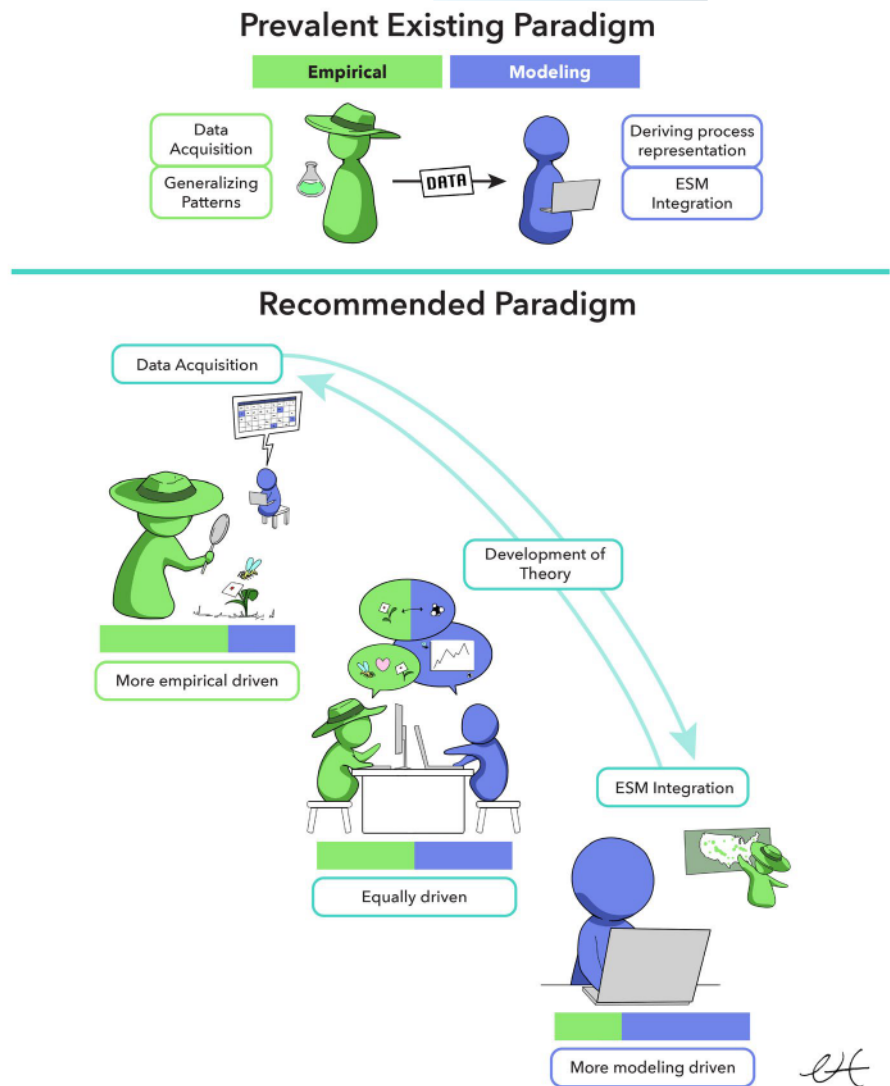 Prevalent Existing Paradigm
Empirical
Modeling
Data
Acquisition
Generalizing
Patterns
DATA
Deriving process
representation
ESM
Integration
Recommended Paradigm
Data Acquisition
Development of
Theory
More empirical driven
ESM Integration
Equally driven
More modeling driven